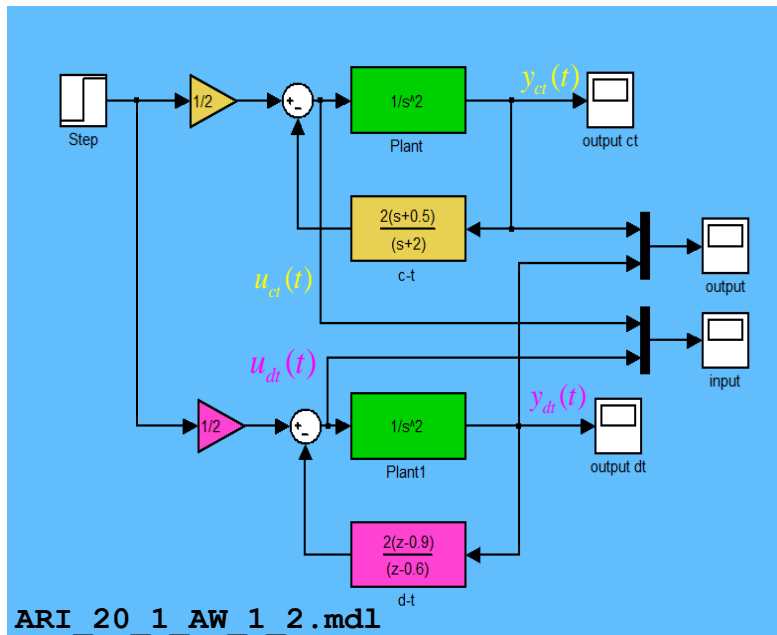 Step
1/2
+
-
1/s^2
Plant
y_ct(t)
output ct
2(s+0.5)
(s+2)
c-t
u_ct(t)
output
u_dt(t)
input
1/2
+
-
1/s^2
Plant1
y_dt(t)
output dt
2(z-0.9)
(z-0.6)
d-t
ARI_20_1_AW_1_2.mdl